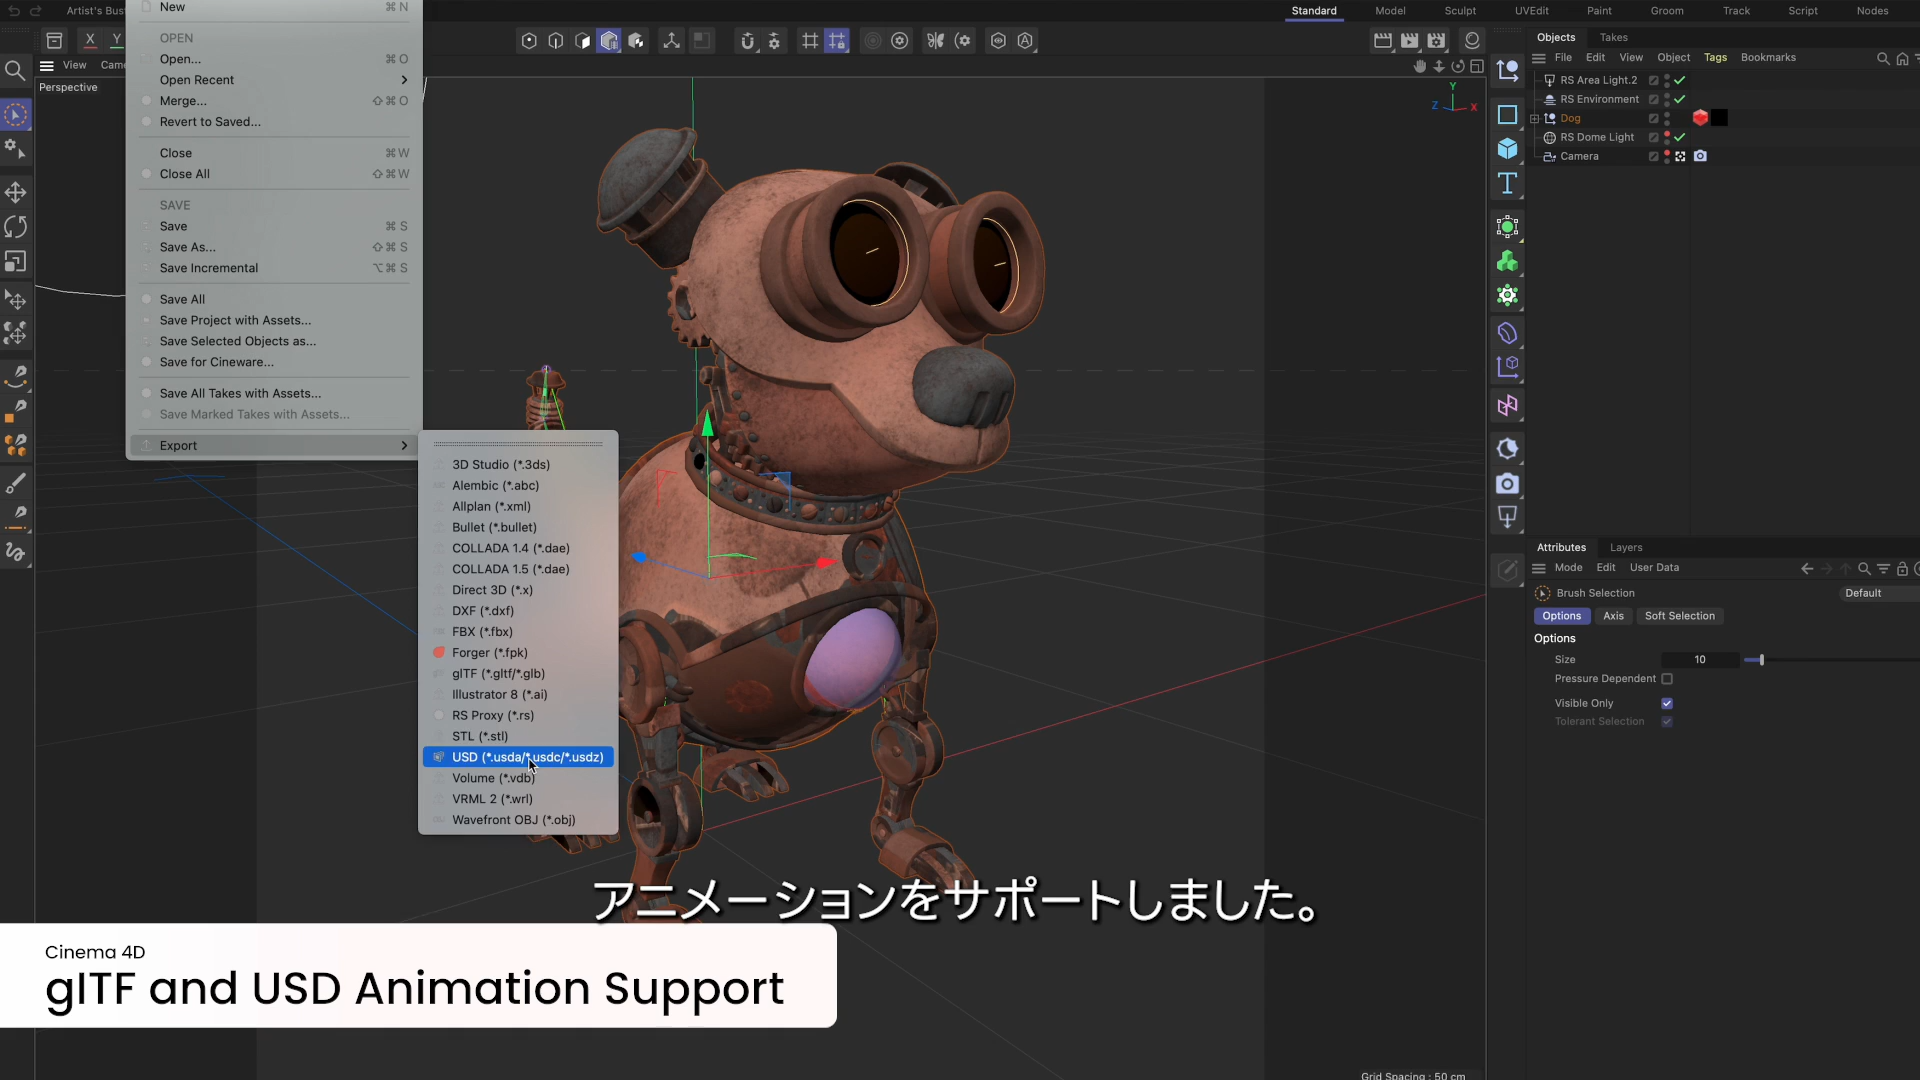 Artist's Bus
New ⌘ N
OPEN
Open... ⌘ O
Open Recent
Merge... ⇧ ⌘ O
Revert to Saved...
Close ⌘ W
Close All ⇧ ⌘ W
SAVE
Save ⌘ S
Save As... ⇧ ⌘ S
Save Incremental ⌥ ⌘ S
Save All
Save Project with Assets...
Save Selected Objects as...
Save for Cineware...
Save All Takes with Assets...
Save Marked Takes with Assets...
Export
3D Studio (*.3ds)
Alembic (*.abc)
Allplan (*.xml)
Bullet (*.bullet)
COLLADA 1.4 (*.dae)
COLLADA 1.5 (*.dae)
Direct 3D (*.x)
DXF (*.dxf)
FBX (*.fbx)
Forger (*.fpk)
glTF (*.gltf/*.glb)
Illustrator 8 (*.ai)
RS Proxy (*.rs)
STL (*.stl)
USD (*.usda/*.usdc/*.usdz)
Volume (*.vdb)
VRML 2 (*.wrl)
Wavefront OBJ (*.obj)
X Y
View Came
Perspective
Standard Model Sculpt UVEdit Paint Groom Track Script Nodes
Y
Z X
Objects Takes
File Edit View Object Tags Bookmarks
RS Area Light.2
RS Environment
Dog
RS Dome Light
Camera
Attributes Layers
Mode Edit User Data
Brush Selection Default
Options Axis Soft Selection
Options
Size 10
Pressure Dependent
Visible Only
Tolerant Selection
アニメーションをサポートしました。
Cinema 4D
glTF and USD Animation Support
Grid Spacing : 50 cm